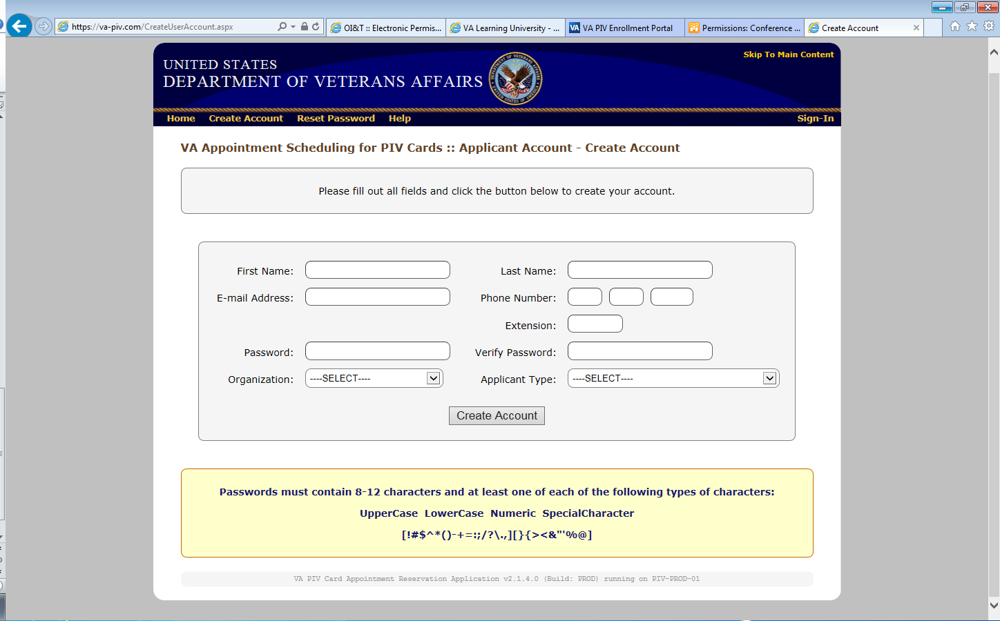 https://va-piv.com/CreateUserAccount.aspx
OI&T :: Electronic Permis...
VA Learning University - ...
VA VA PIV Enrollment Portal
Permissions: Conference ...
Create Account
Skip To Main Content
UNITED STATES
DEPARTMENT OF VETERANS AFFAIRS
Home Create Account Reset Password Help Sign-In
VA Appointment Scheduling for PIV Cards :: Applicant Account - Create Account
Please fill out all fields and click the button below to create your account.
First Name: Last Name:
E-mail Address: Phone Number:
Extension:
Password: Verify Password:
Organization: ----SELECT---- Applicant Type: ----SELECT----
Create Account
Passwords must contain 8-12 characters and at least one of each of the following types of characters:
UpperCase LowerCase Numeric SpecialCharacter
[!#$^*()-+=:;/?\.,][}{><&"'%@]
VA PIV Card Appointment Reservation Application v2.1.4.0 (Build: PROD) running on PIV-PROD-01